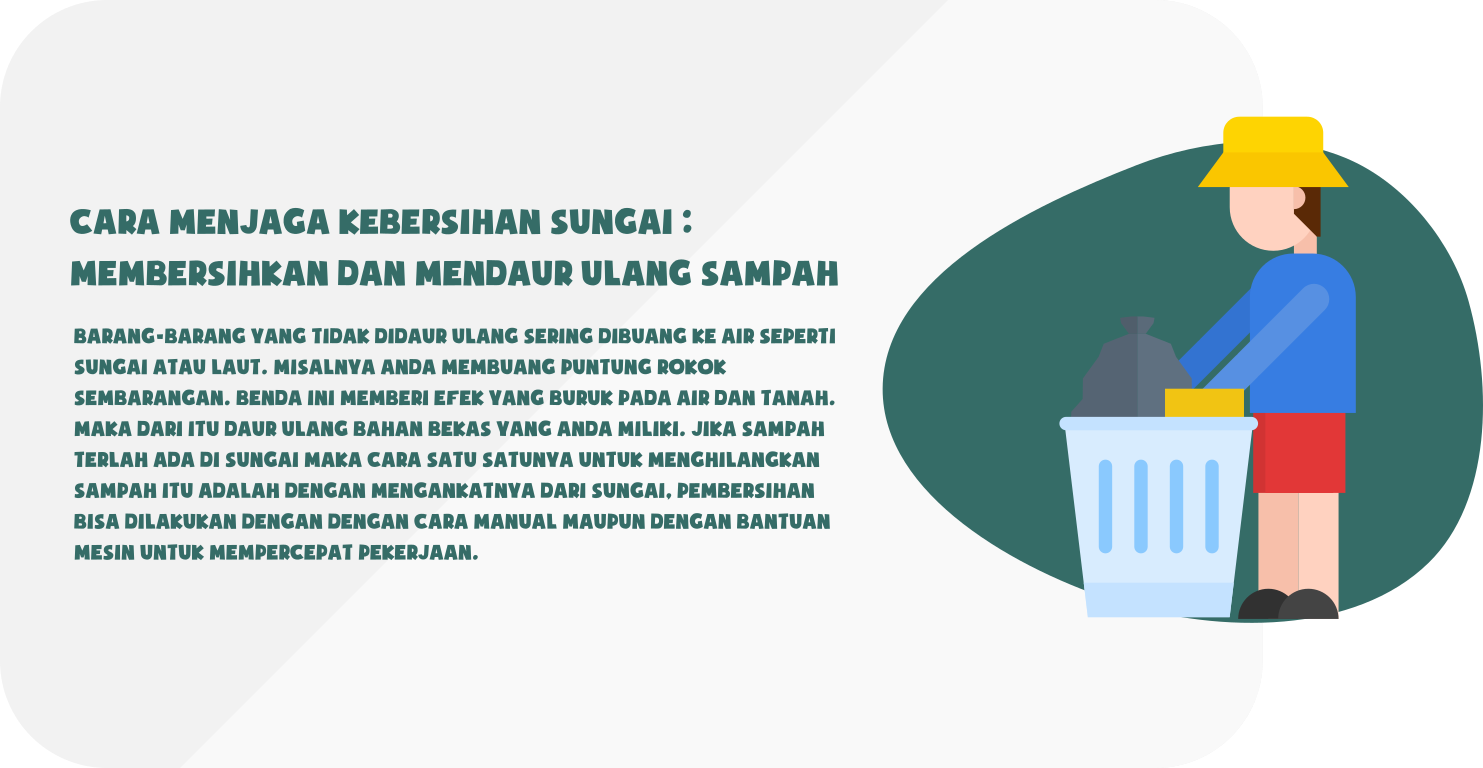 CARA MENJAGA KEBERSIHAN SUNGAI :
MEMBERSIHKAN DAN MENDAUR ULANG SAMPAH
BARANG-BARANG YANG TIDAK DIDAUR ULANG SERING DIBUANG KE AIR SEPERTI
SUNGAI ATAU LAUT. MISALNYA ANDA MEMBUANG PUNTUNG ROKOK
SEMBARANGAN. BENDA INI MEMBERI EFEK YANG BURUK PADA AIR DAN TANAH.
MAKA DARI ITU DAUR ULANG BAHAN BEKAS YANG ANDA MILIKI. JIKA SAMPAH
TERLAH ADA DI SUNGAI MAKA CARA SATU SATUNYA UNTUK MENGHILANGKAN
SAMPAH ITU ADALAH DENGAN MENGANKATNYA DARI SUNGAI, PEMBERSIHAN
BISA DILAKUKAN DENGAN DENGAN CARA MANUAL MAUPUN DENGAN BANTUAN
MESIN UNTUK MEMPERCEPAT PEKERJAAN.